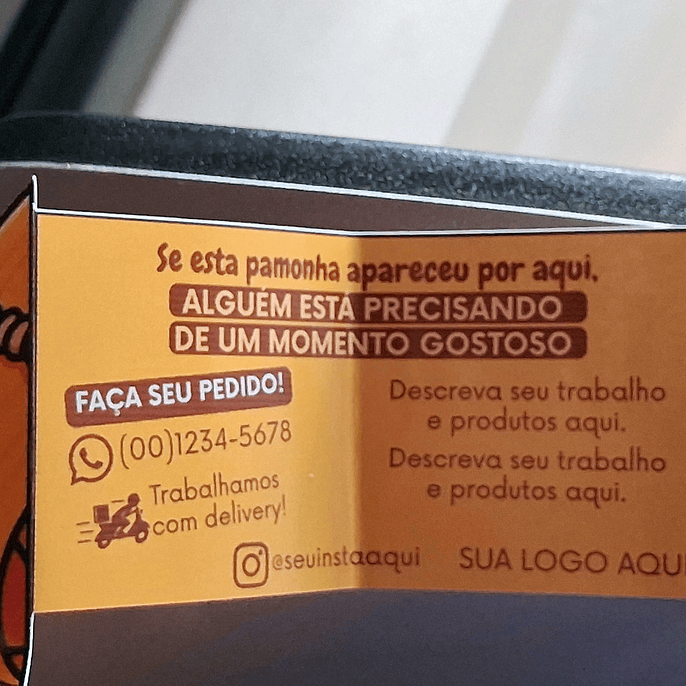 Se esta pamonha apareceu por aqui,
ALGUÉM ESTÁ PRECISANDO
DE UM MOMENTO GOSTOSO
FAÇA SEU PEDIDO!
(00)1234-5678
Trabalhamos
com delivery!
@seuinstaaqui
Descreva seu trabalho
e produtos aqui.
Descreva seu trabalho
e produtos aqui.
SUA LOGO AQUI